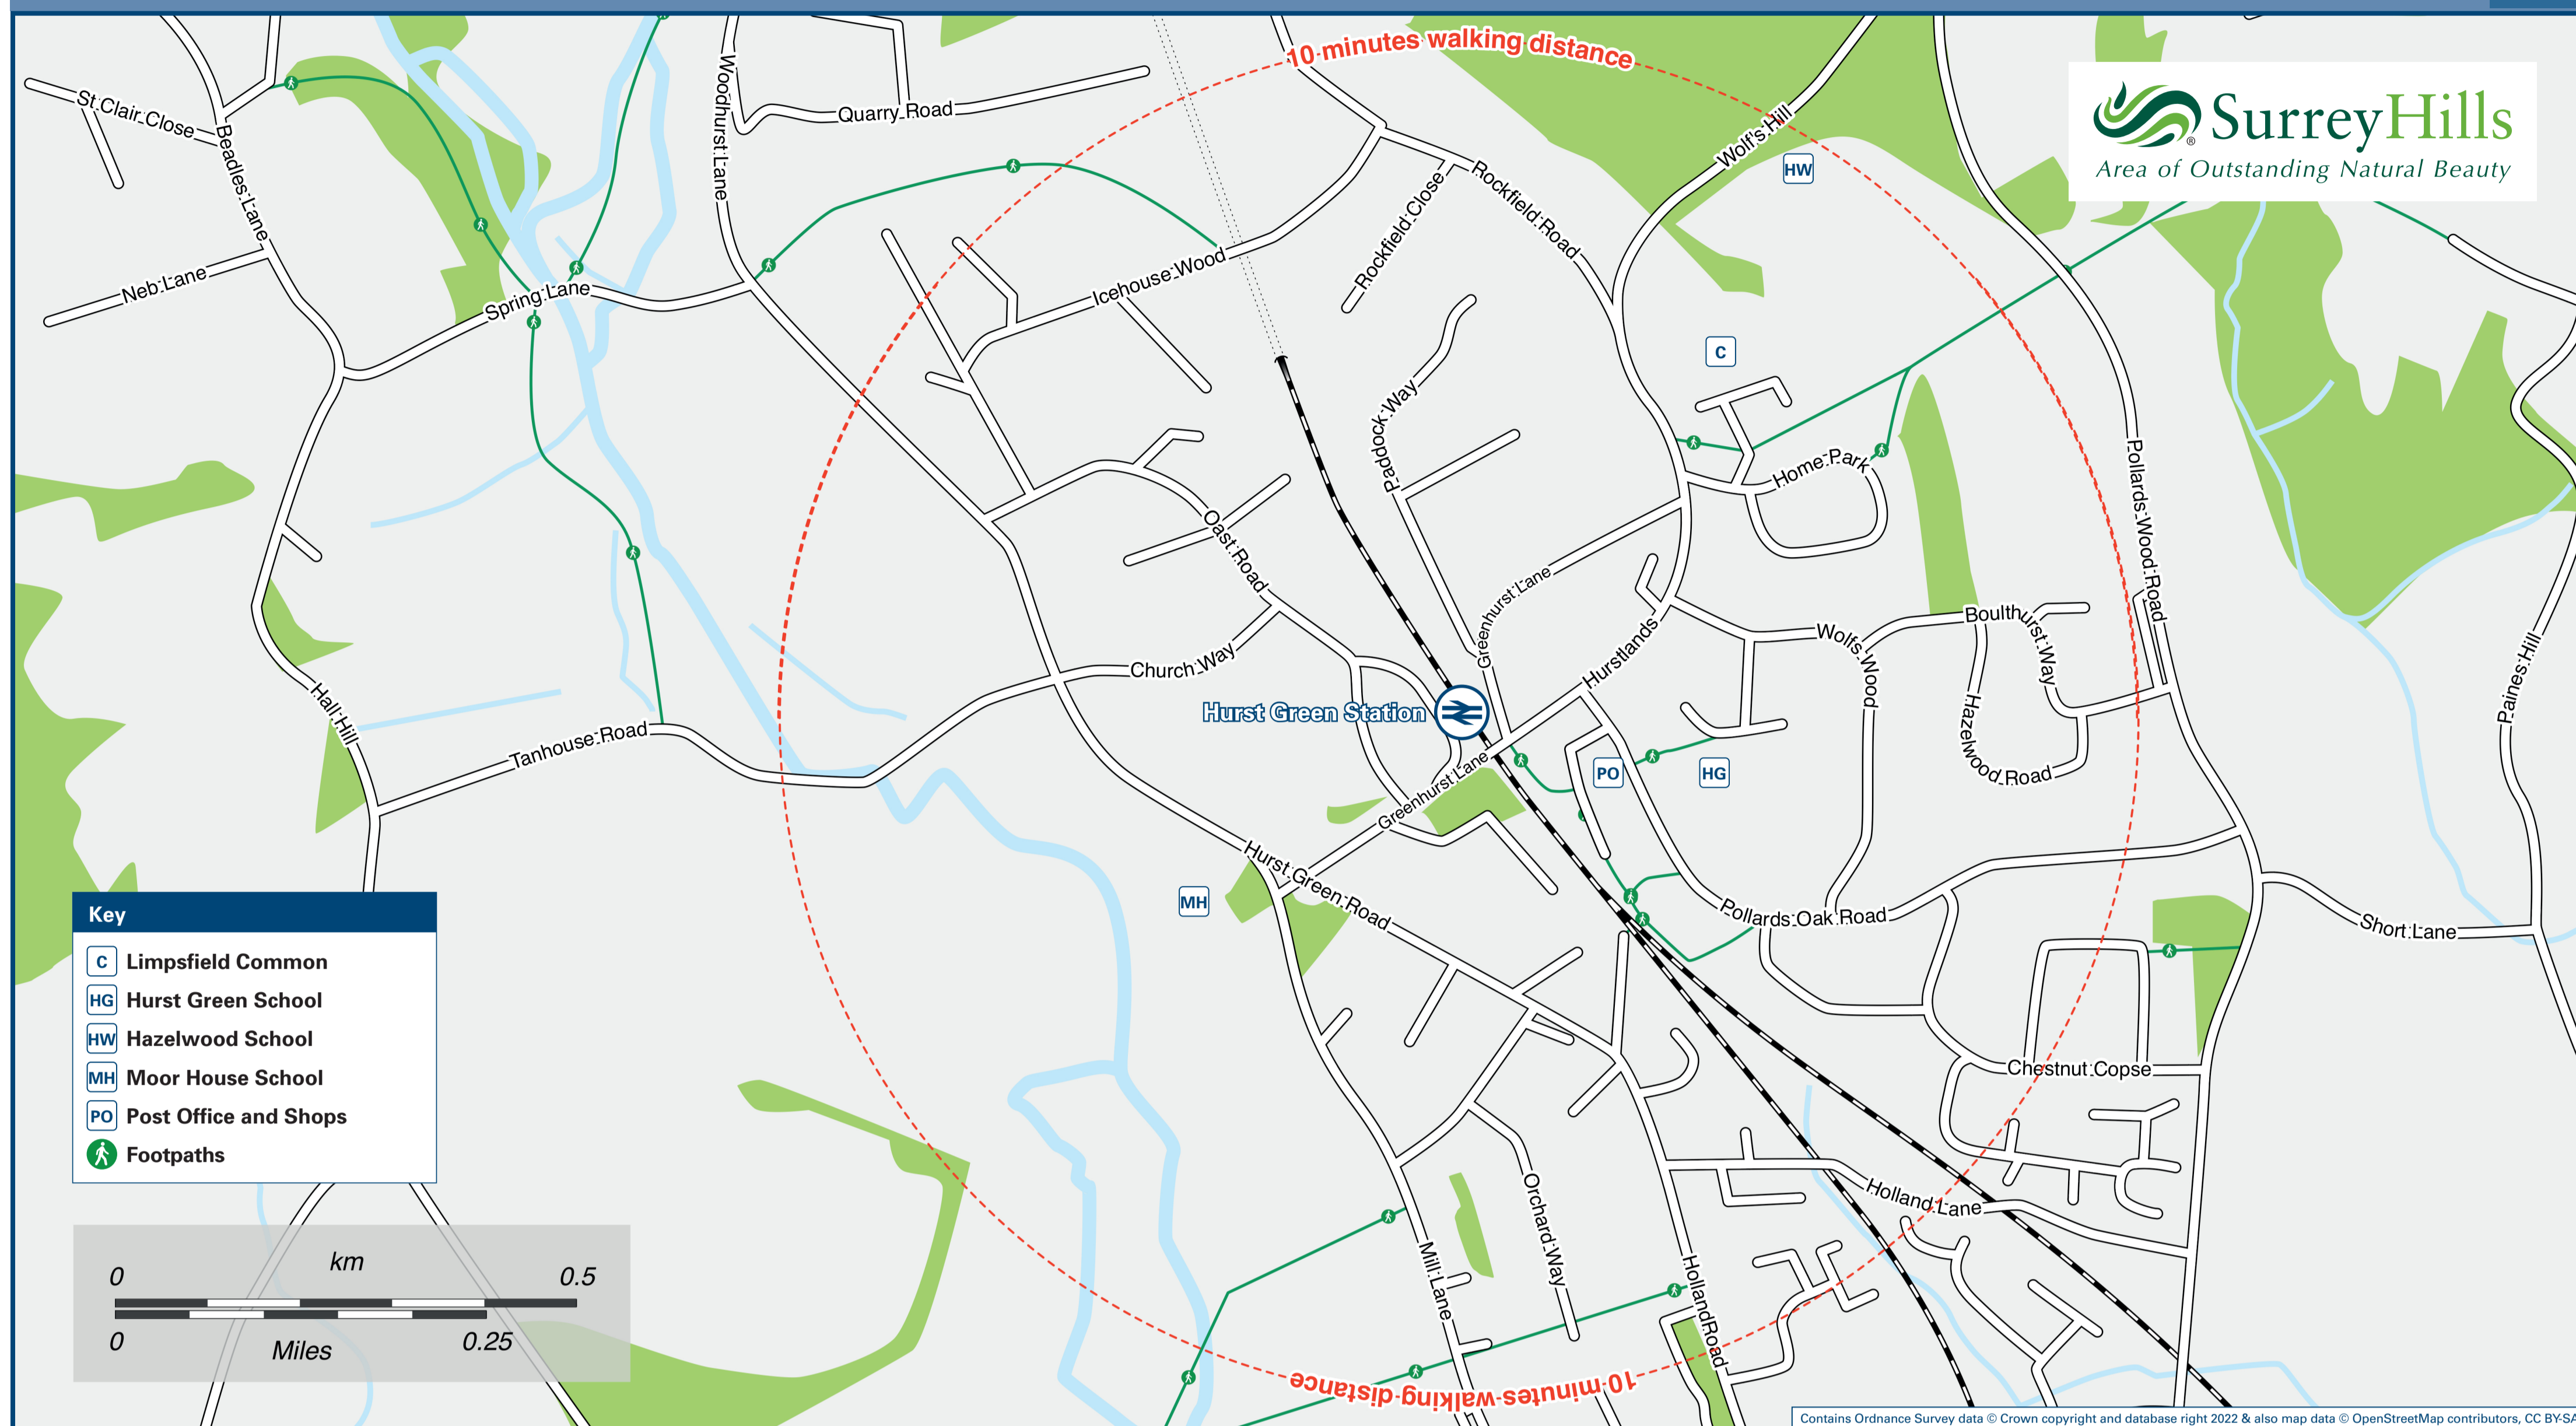 10 minutes walking distance
SurreyHills
®
Area of Outstanding Natural Beauty
St Clair Close
Beadles Lane
Neb Lane
Spring Lane
Woodhurst Lane
Quarry Road
Icehouse Wood
Rockfield Close
Rockfield Road
Wolf's Hill
HW
C
Paddock Way
Home Park
Pollards Wood Road
Oast Road
Greenhurst Lane
Hurstlands
Wolfs Wood
Boulthurst Way
Hazelwood Road
Paines Hill
Church Way
Hurst Green Station
Hall Hill
Tanhouse Road
Greenhurst Lane
PO
HG
Hurst Green Road
MH
Pollards Oak Road
Short Lane
Chestnut Copse
Holland Lane
Orchard Way
Mill Lane
Holland Road
10 minutes walking distance
Key
C Limpsfield Common
HG Hurst Green School
HW Hazelwood School
MH Moor House School
PO Post Office and Shops
Footpaths
km
0 0.5
0 0.25
Miles
Contains Ordnance Survey data © Crown copyright and database right 2022 & also map data © OpenStreetMap contributors, CC BY-SA